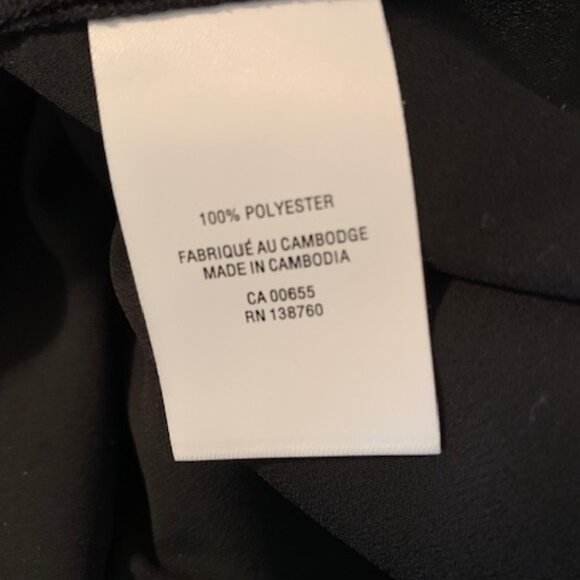 100% POLYESTER
FABRIQUÉ AU CAMBODGE
MADE IN CAMBODIA
CA 00655
RN 138760